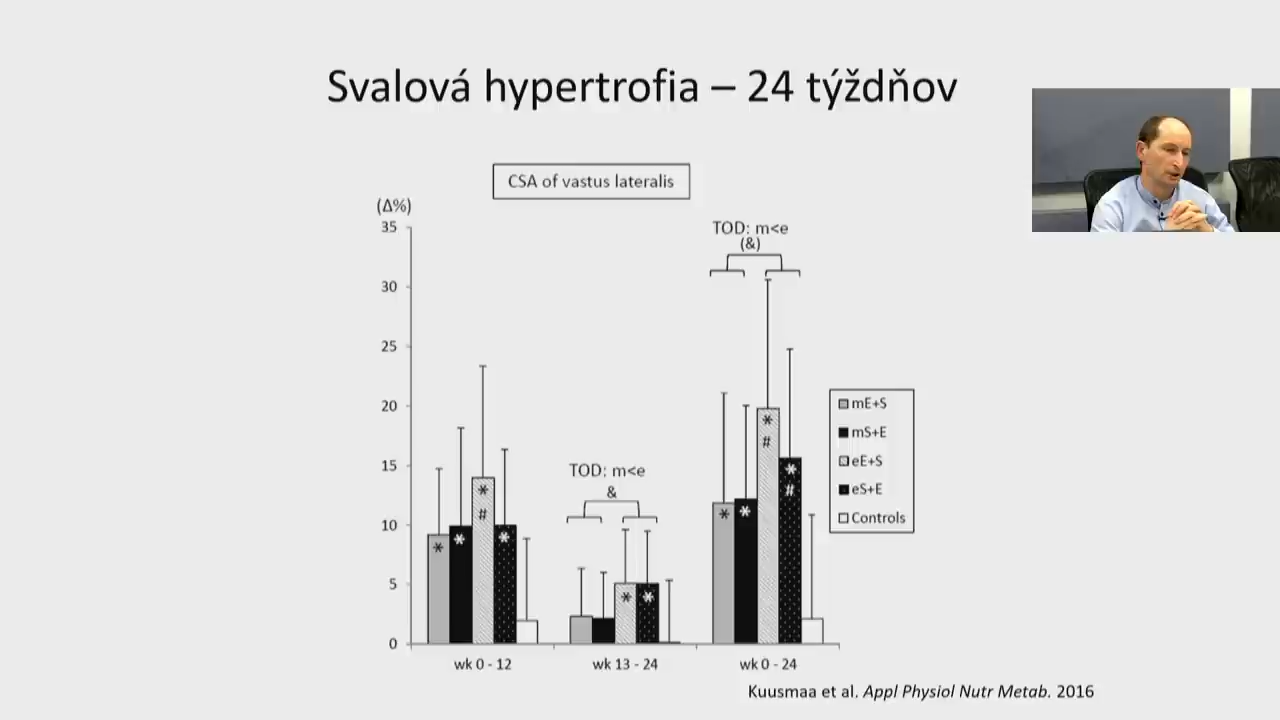 Svalová hypertrofia – 24 týždňov
CSA of vastus lateralis
(Δ%)
35
30
25
20
15
10
5
0
TOD: m<e
(&)
TOD: m<e
&
*
*
*
#
*
*
*
*
*
*
#
*
#
mE+S
mS+E
eE+S
eS+E
Controls
wk 0 - 12
wk 13 - 24
wk 0 - 24
Kuusmaa et al. Appl Physiol Nutr Metab. 2016